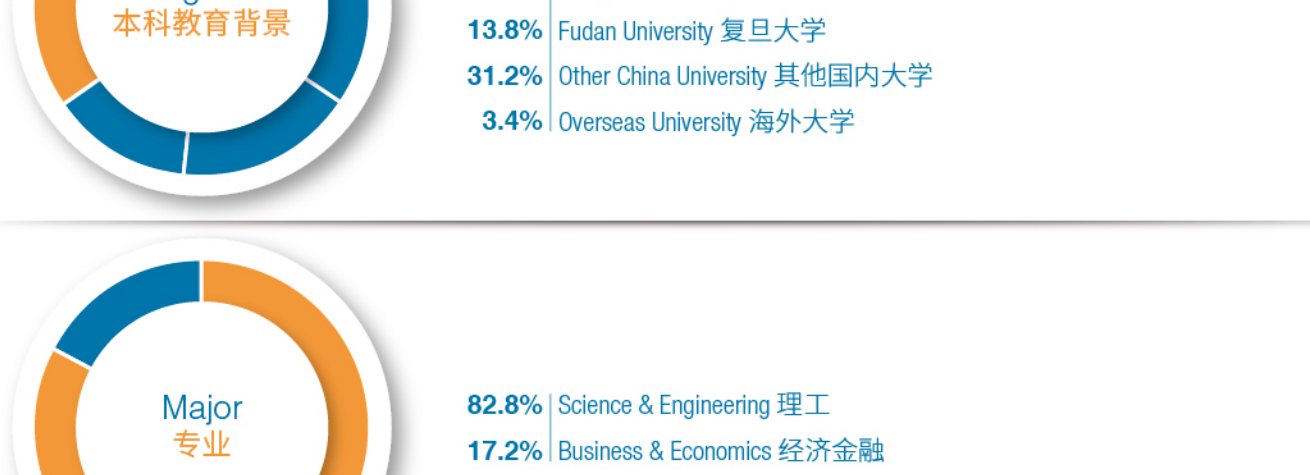 本科教育背景
13.8% Fudan University 复旦大学
31.2% Other China University 其他国内大学
3.4% Overseas University 海外大学
Major
专业
82.8% Science & Engineering 理工
17.2% Business & Economics 经济金融